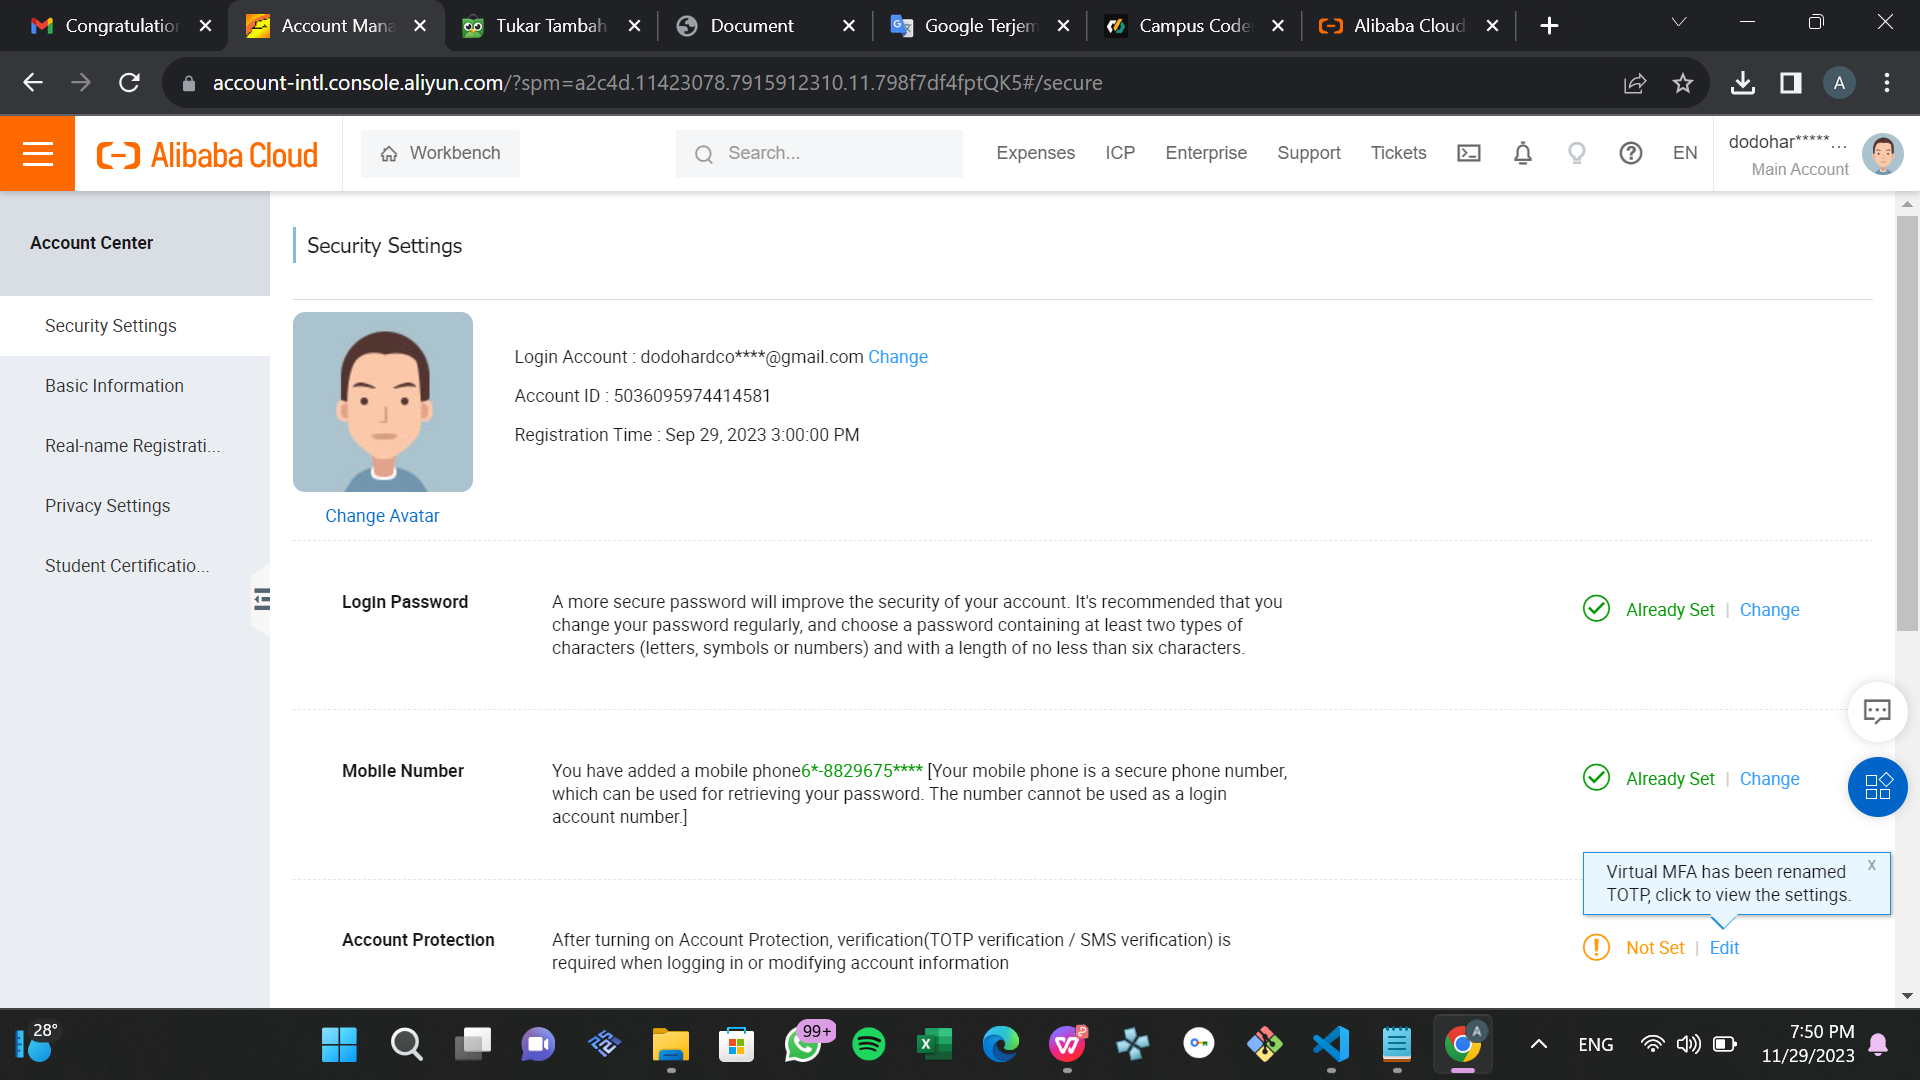 Congratulation
Account Mana
Tukar Tambah
Document
Google Terjem
Campus Code
Alibaba Cloud
account-intl.console.aliyun.com/?spm=a2c4d.11423078.7915912310.11.798f7df4fptQK5#/secure
A
Alibaba Cloud
Workbench
Search...
Expenses
ICP
Enterprise
Support
Tickets
EN
dodohar*****...
Main Account
Account Center
Security Settings
Basic Information
Real-name Registrati...
Privacy Settings
Student Certificatio...
Security Settings
Login Account : dodohardco****@gmail.com Change
Account ID : 5036095974414581
Registration Time : Sep 29, 2023 3:00:00 PM
Change Avatar
Login Password
A more secure password will improve the security of your account. It's recommended that you
change your password regularly, and choose a password containing at least two types of
characters (letters, symbols or numbers) and with a length of no less than six characters.
Already Set | Change
Mobile Number
You have added a mobile phone6*-8829675**** [Your mobile phone is a secure phone number,
which can be used for retrieving your password. The number cannot be used as a login
account number.]
Already Set | Change
Virtual MFA has been renamed
TOTP, click to view the settings.
x
Account Protection
After turning on Account Protection, verification(TOTP verification / SMS verification) is
required when logging in or modifying account information
Not Set | Edit
28°
99+
A
ENG
7:50 PM
11/29/2023